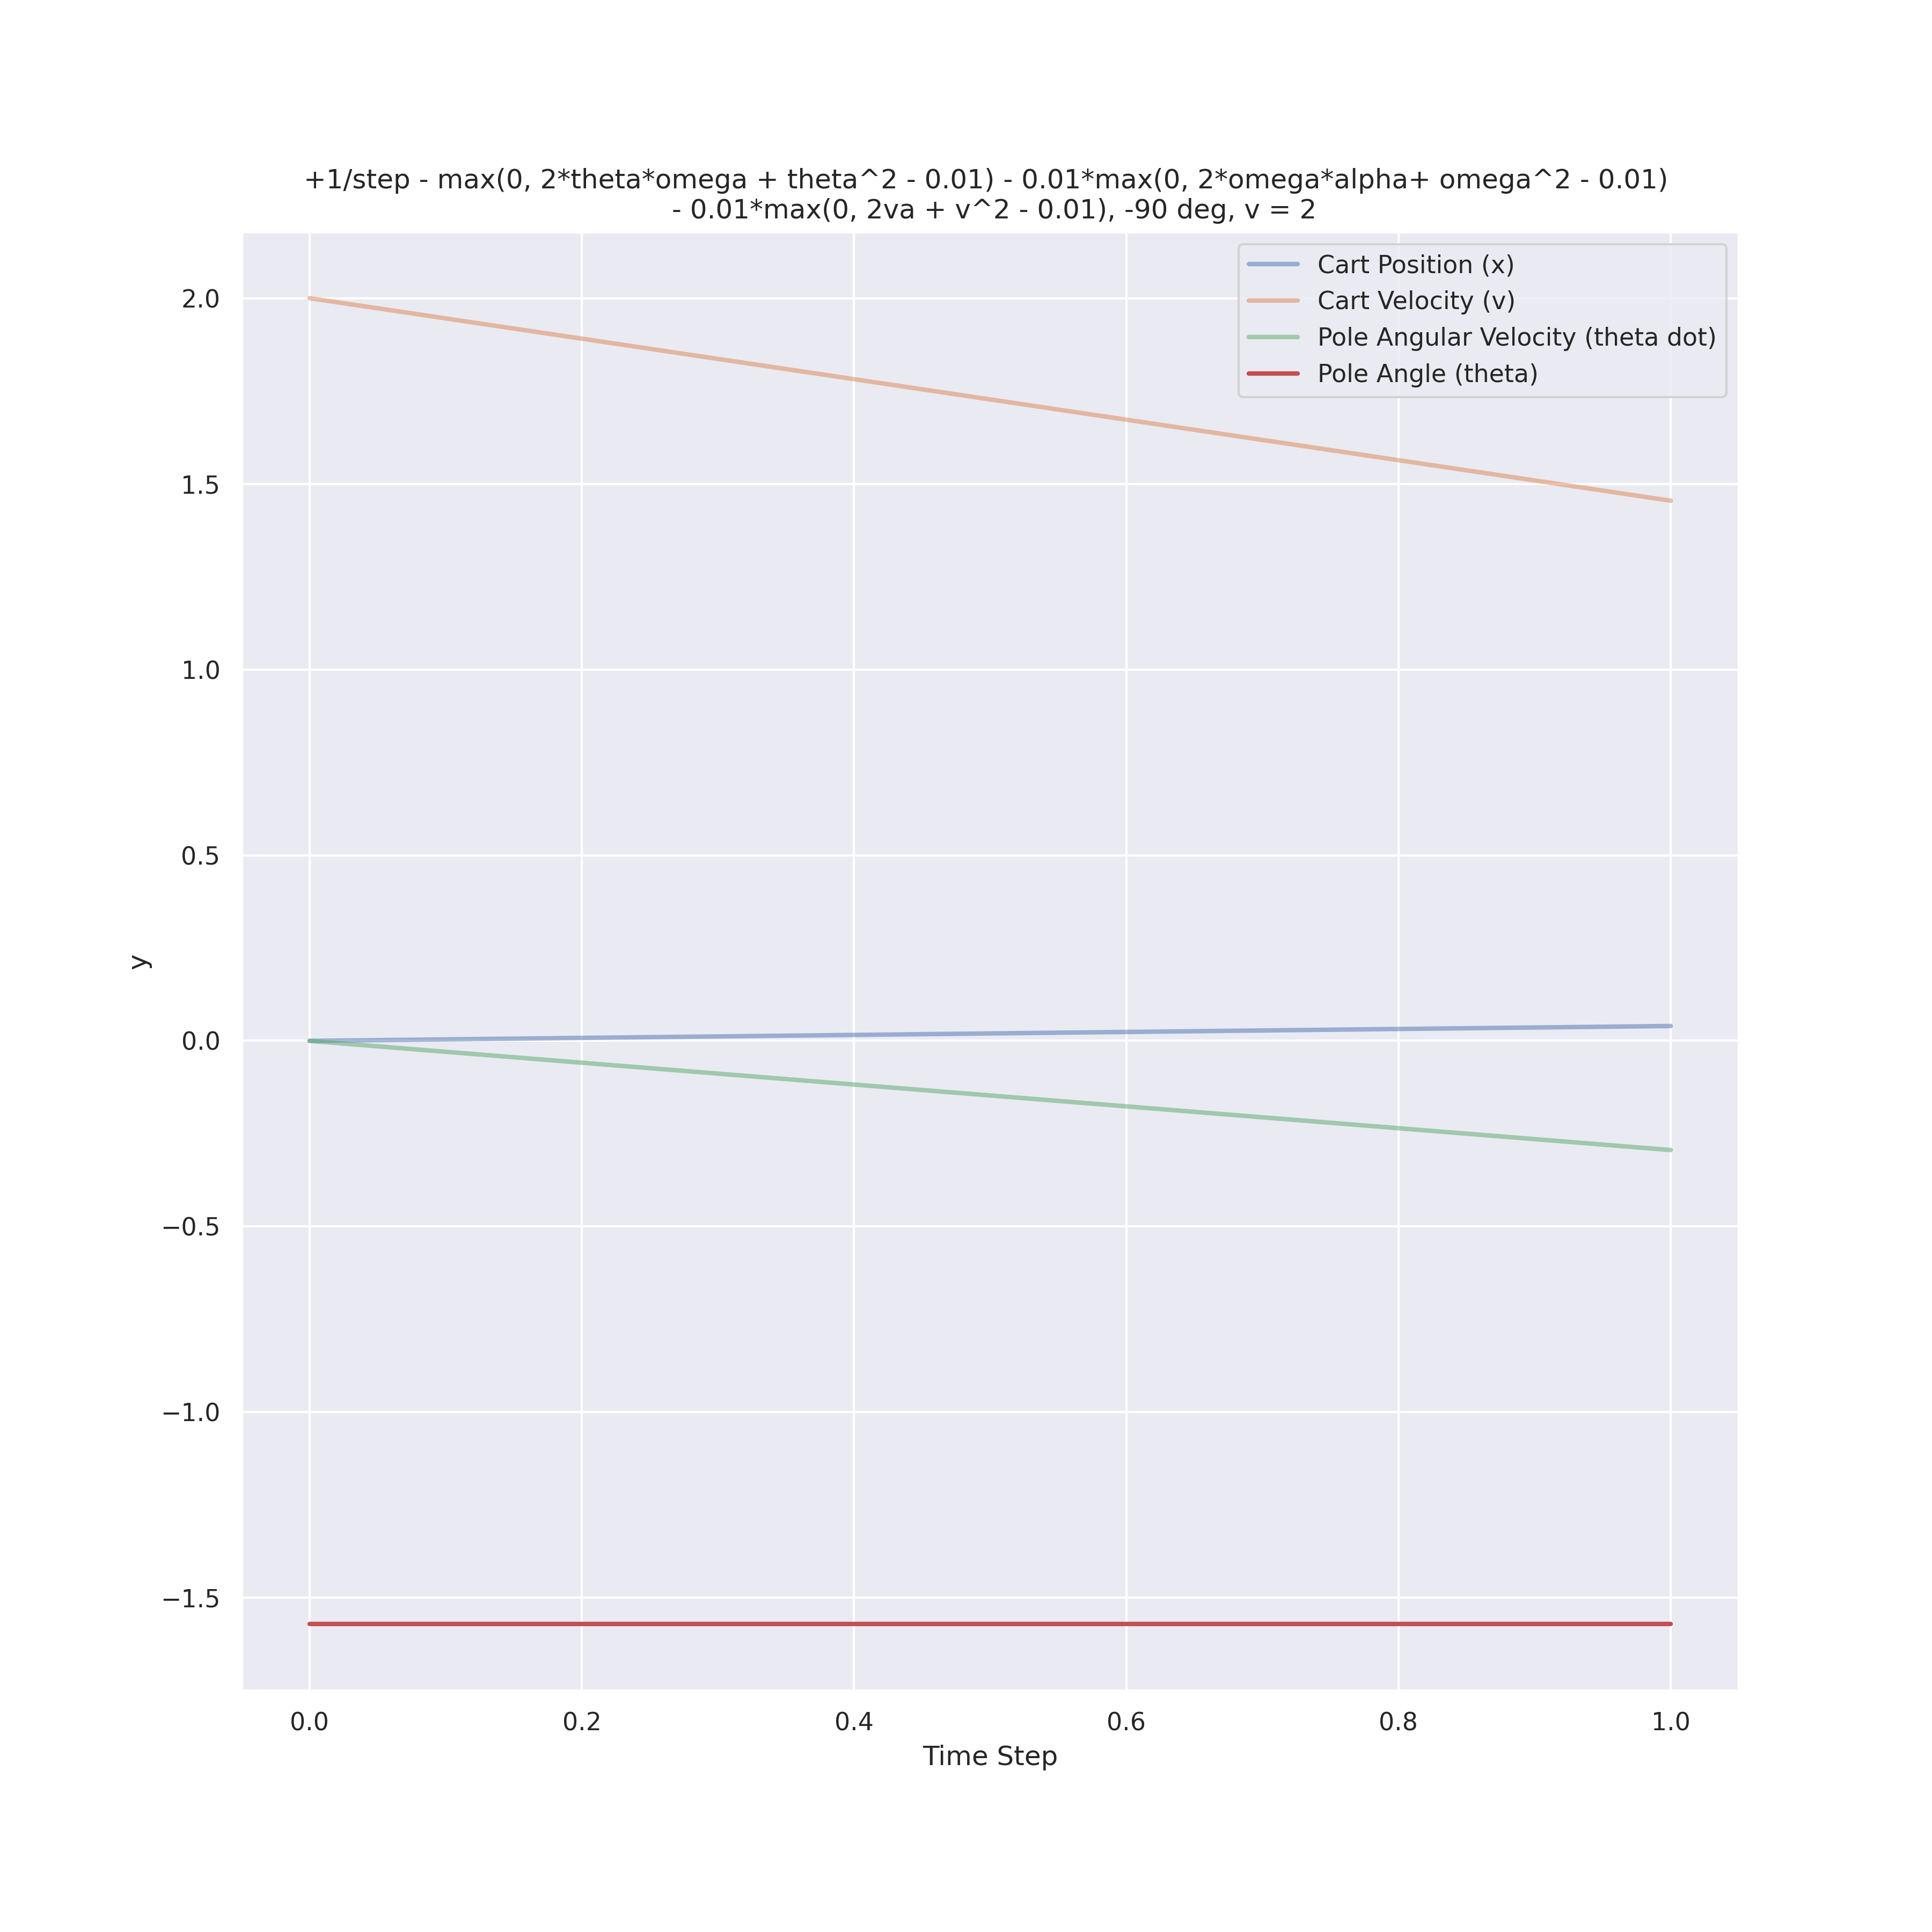 +1/step - max(0, 2*theta*omega + theta^2 - 0.01) - 0.01*max(0, 2*omega*alpha+ omega^2 - 0.01)
- 0.01*max(0, 2va + v^2 - 0.01), -90 deg, v = 2
Cart Position (x)
Cart Velocity (v)
Pole Angular Velocity (theta dot)
Pole Angle (theta)
2.0
1.5
1.0
0.5
0.0
−0.5
−1.0
−1.5
y
0.0 0.2 0.4 0.6 0.8 1.0
Time Step